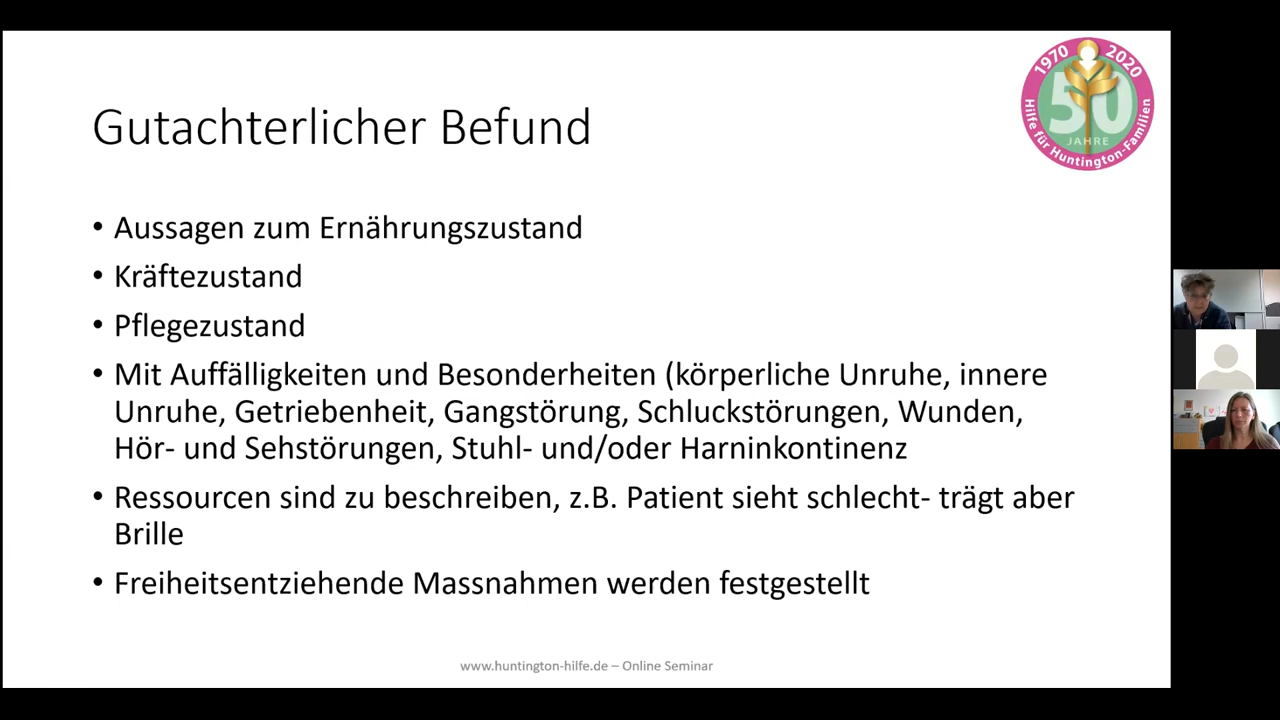 1970 2020
50
JAHRE
Hilfe für Huntington-Familien
Gutachterlicher Befund
• Aussagen zum Ernährungszustand
• Kräftezustand
• Pflegezustand
• Mit Auffälligkeiten und Besonderheiten (körperliche Unruhe, innere
Unruhe, Getriebenheit, Gangstörung, Schluckstörungen, Wunden,
Hör- und Sehstörungen, Stuhl- und/oder Harninkontinenz
• Ressourcen sind zu beschreiben, z.B. Patient sieht schlecht- trägt aber
Brille
• Freiheitsentziehende Massnahmen werden festgestellt
www.huntington-hilfe.de – Online Seminar